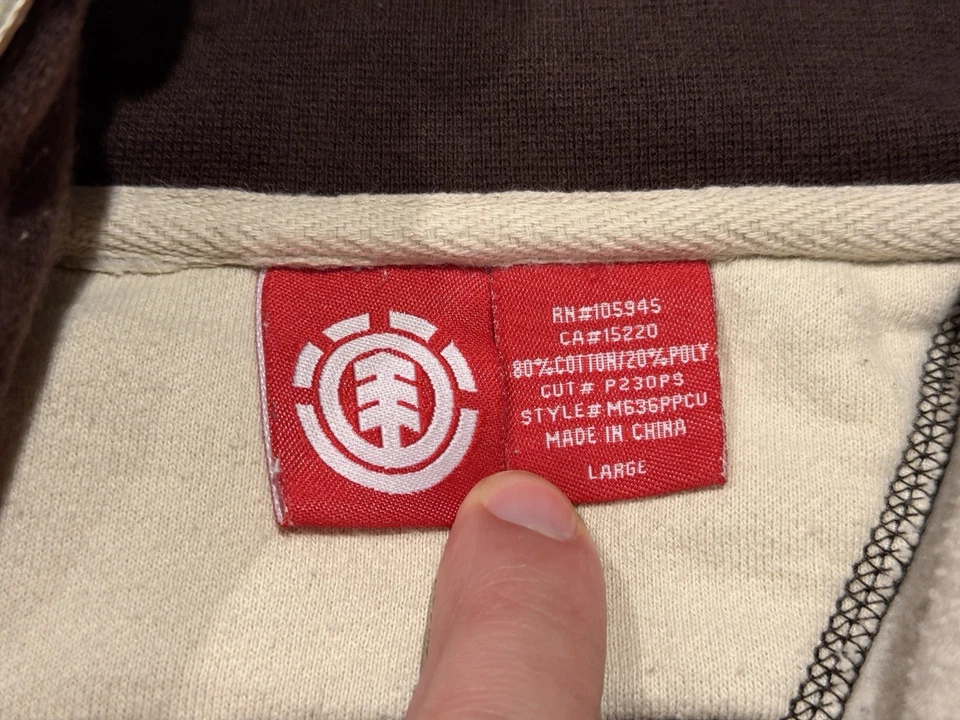 RN#105945
CA#15220
80%COTTON/20%POLY
CUT# P230PS
STYLE#M636PPCU
MADE IN CHINA
LARGE